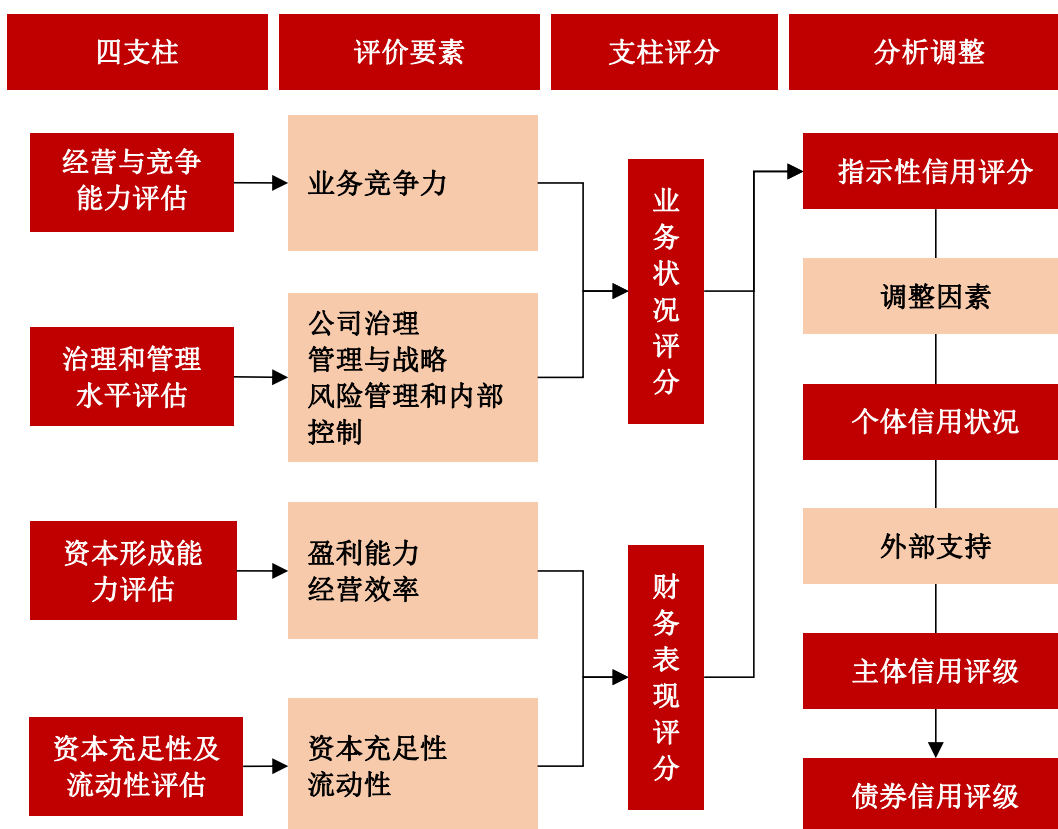 四支柱
评价要素
支柱评分
分析调整
经营与竞争
能力评估
业务竞争力
治理和管理
水平评估
公司治理
管理与战略
风险管理和内部
控制
资本形成能
力评估
盈利能力
经营效率
资本充足性及
流动性评估
资本充足性
流动性
业务状况评分
财务表现评分
指示性信用评分
调整因素
个体信用状况
外部支持
主体信用评级
债券信用评级